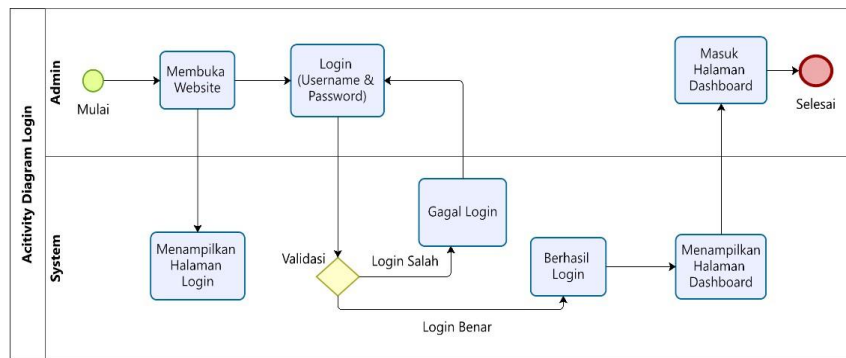 Acitivity Diagram Login
Admin
System
Mulai
Membuka
Website
Login
(Username &
Password)
Masuk
Halaman
Dashboard
Selesai
Menampilkan
Halaman
Login
Validasi
Login Salah
Login Benar
Gagal Login
Berhasil
Login
Menampilkan
Halaman
Dashboard